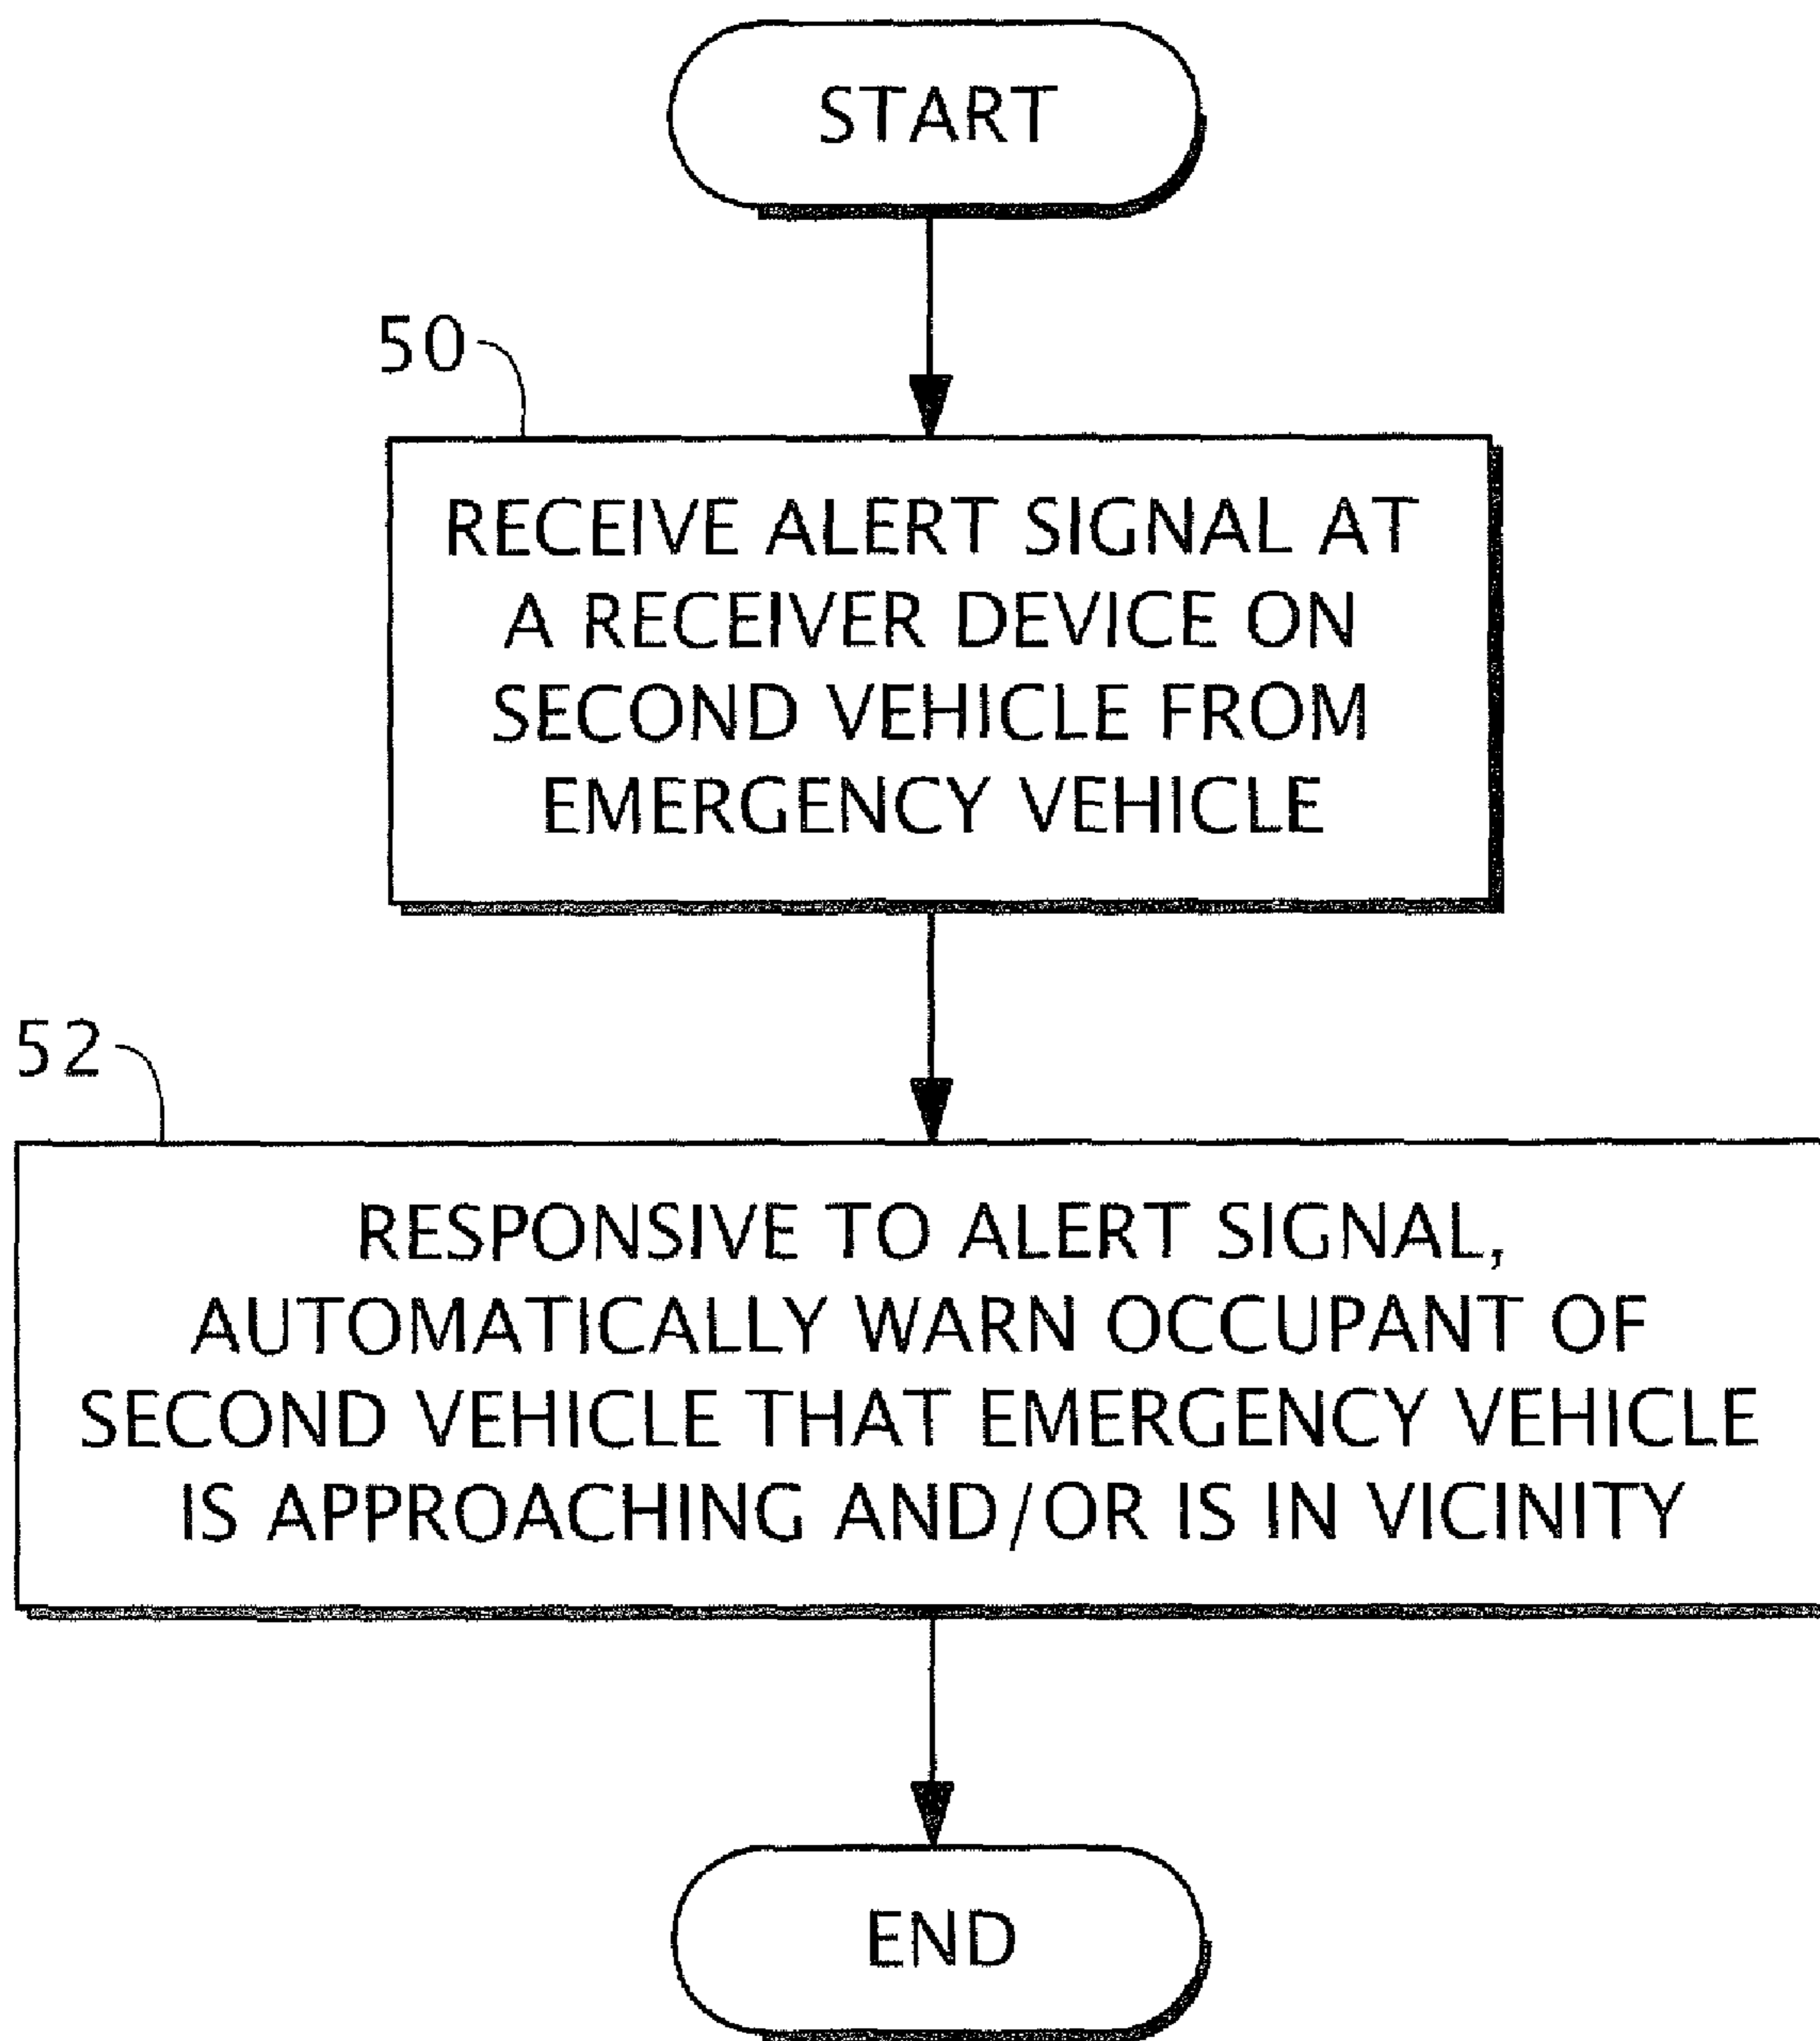 START
50
RECEIVE ALERT SIGNAL AT
A RECEIVER DEVICE ON
SECOND VEHICLE FROM
EMERGENCY VEHICLE
52
RESPONSIVE TO ALERT SIGNAL,
AUTOMATICALLY WARN OCCUPANT OF
SECOND VEHICLE THAT EMERGENCY VEHICLE
IS APPROACHING AND/OR IS IN VICINITY
END